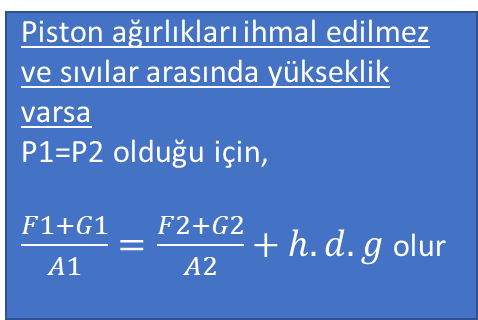 Piston ağırlıkları ihmal edilmez
ve sıvılar arasında yükseklik
varsa
P1=P2 olduğu için,
F1+G1/A1 = F2+G2/A2 + h.d.g olur